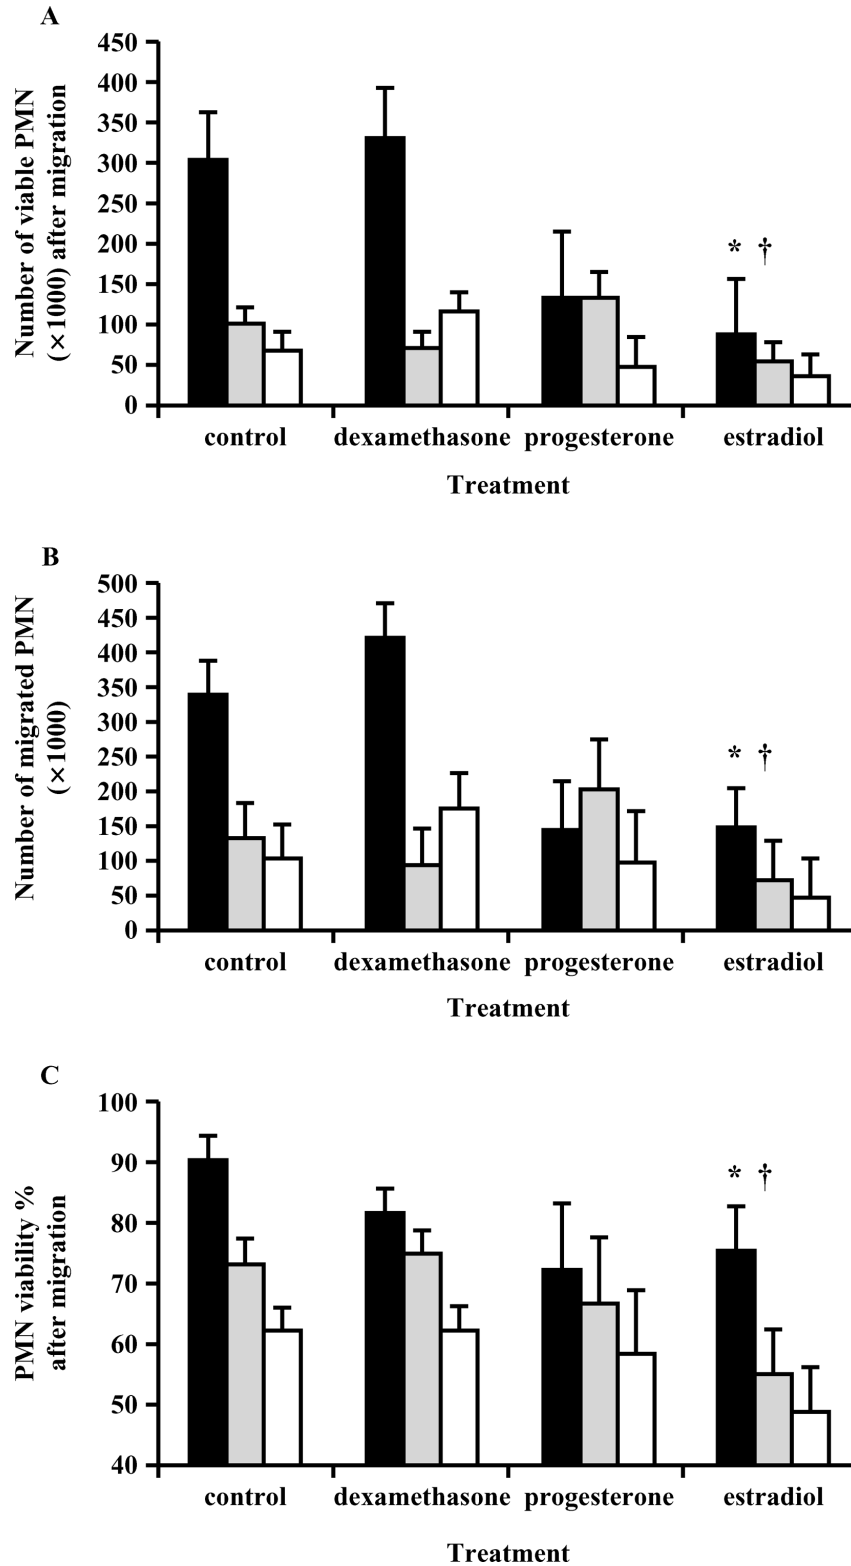 A
Number of viable PMN
(×1000) after migration
450
400
350
300
250
200
150
100
50
0
* †
control dexamethasone progesterone estradiol
Treatment
B
Number of migrated PMN
(×1000)
500
450
400
350
300
250
200
150
100
50
0
* †
control dexamethasone progesterone estradiol
Treatment
C
PMN viability %
after migration
100
90
80
70
60
50
40
* †
control dexamethasone progesterone estradiol
Treatment